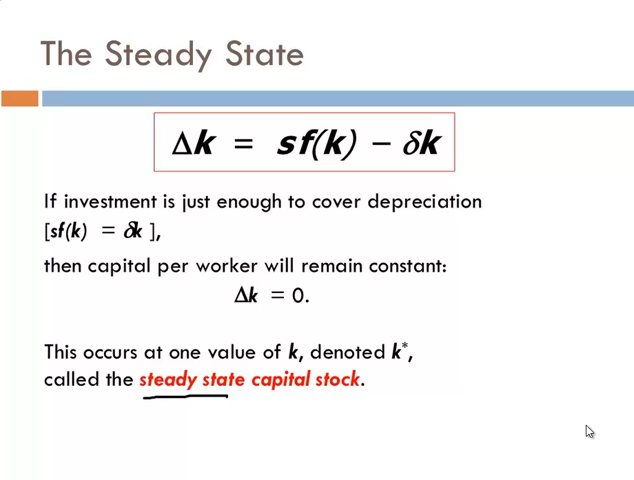 The Steady State
Δk = sf(k) − δk
If investment is just enough to cover depreciation
[sf(k) = δk ],
then capital per worker will remain constant:
Δk = 0.
This occurs at one value of k, denoted k*,
called the steady state capital stock.